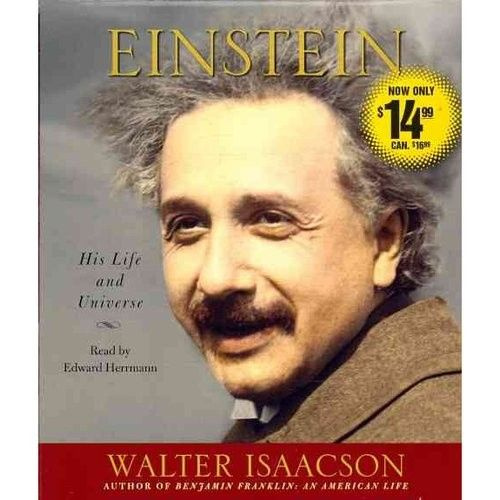 EINSTEIN
NOW ONLY
$14.99
CAN. $16.99
His Life
and
Universe
Read by
Edward Herrmann
WALTER ISAACSON
AUTHOR OF BENJAMIN FRANKLIN: AN AMERICAN LIFE